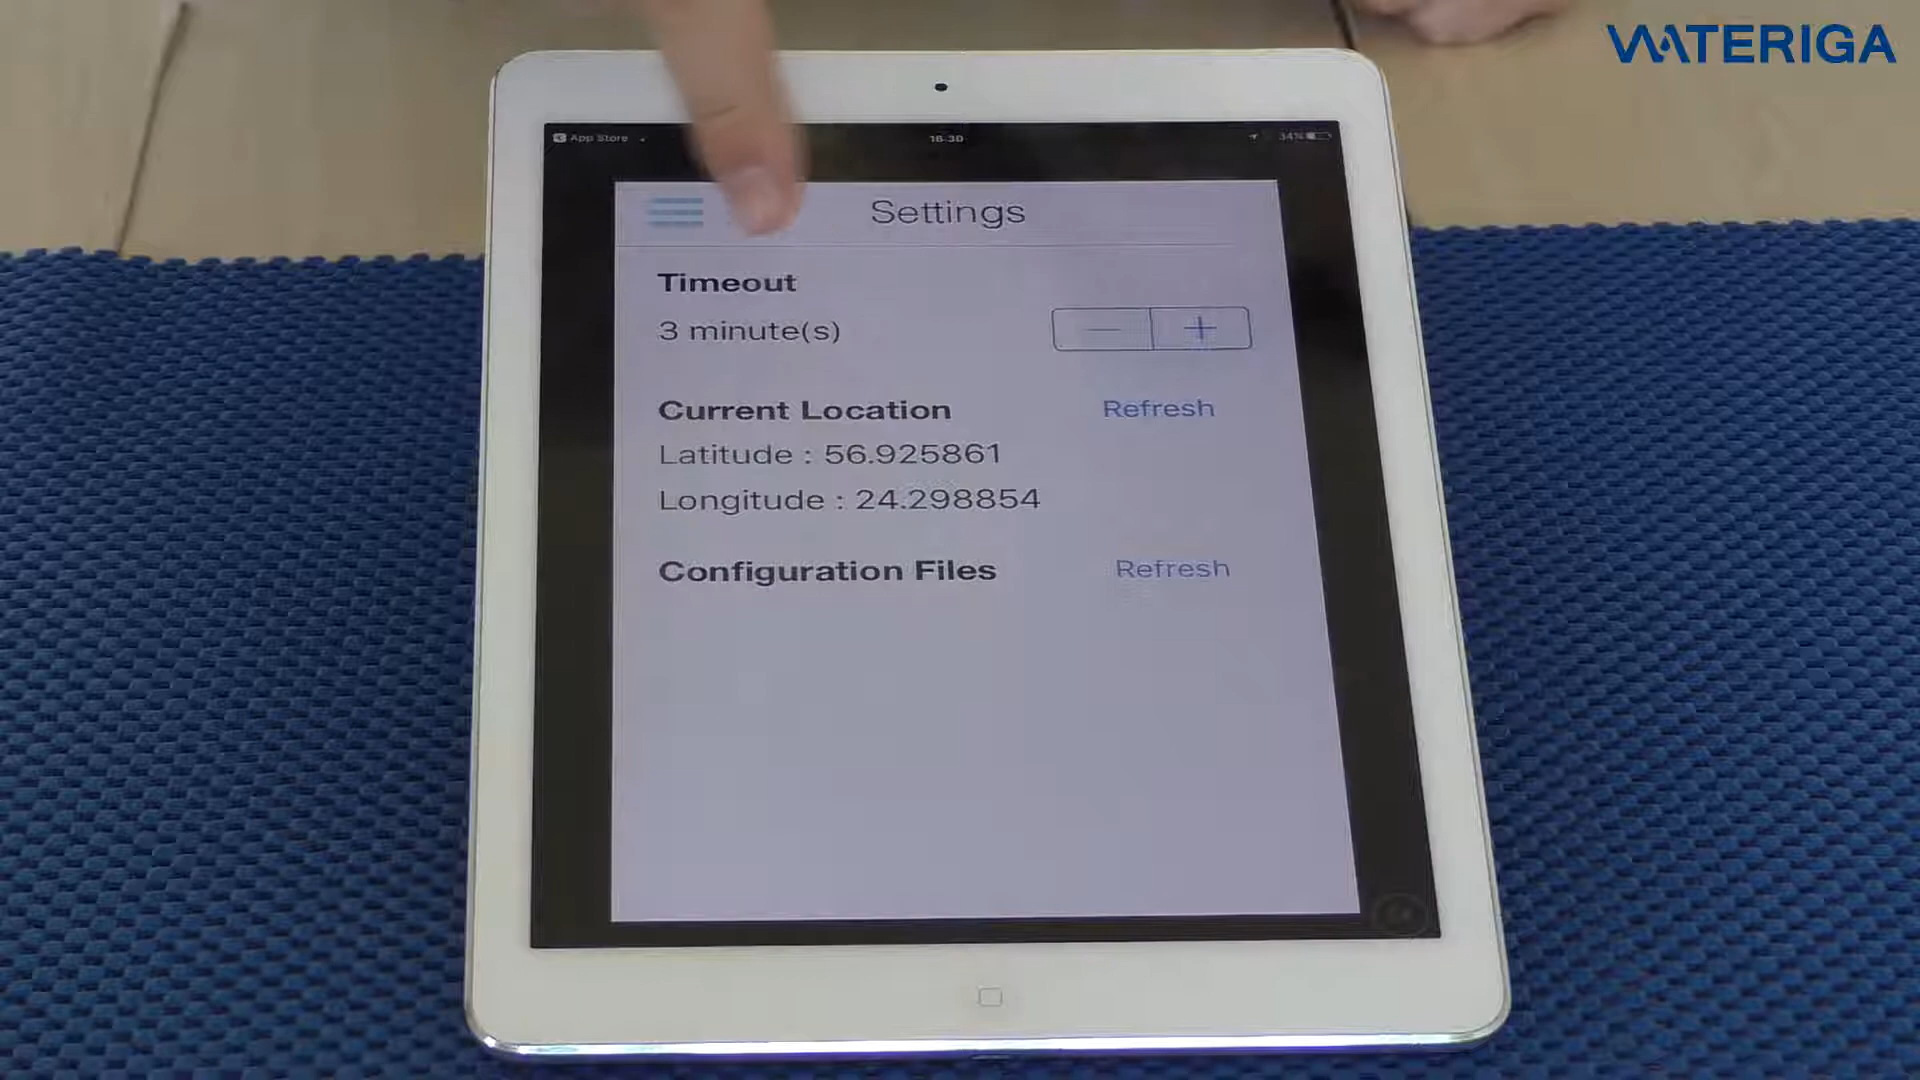 WATERIGA
App Store
16:30
34%
Settings
Timeout
3 minute(s)
Current Location Refresh
Latitude : 56.925861
Longitude : 24.298854
Configuration Files Refresh